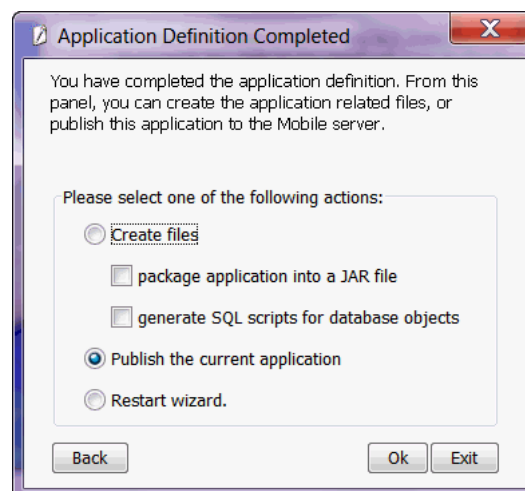 Application Definition Completed
You have completed the application definition. From this
panel, you can create the application related files, or
publish this application to the Mobile server.
Please select one of the following actions:
Create files
package application into a JAR file
generate SQL scripts for database objects
Publish the current application
Restart wizard.
Back Ok Exit